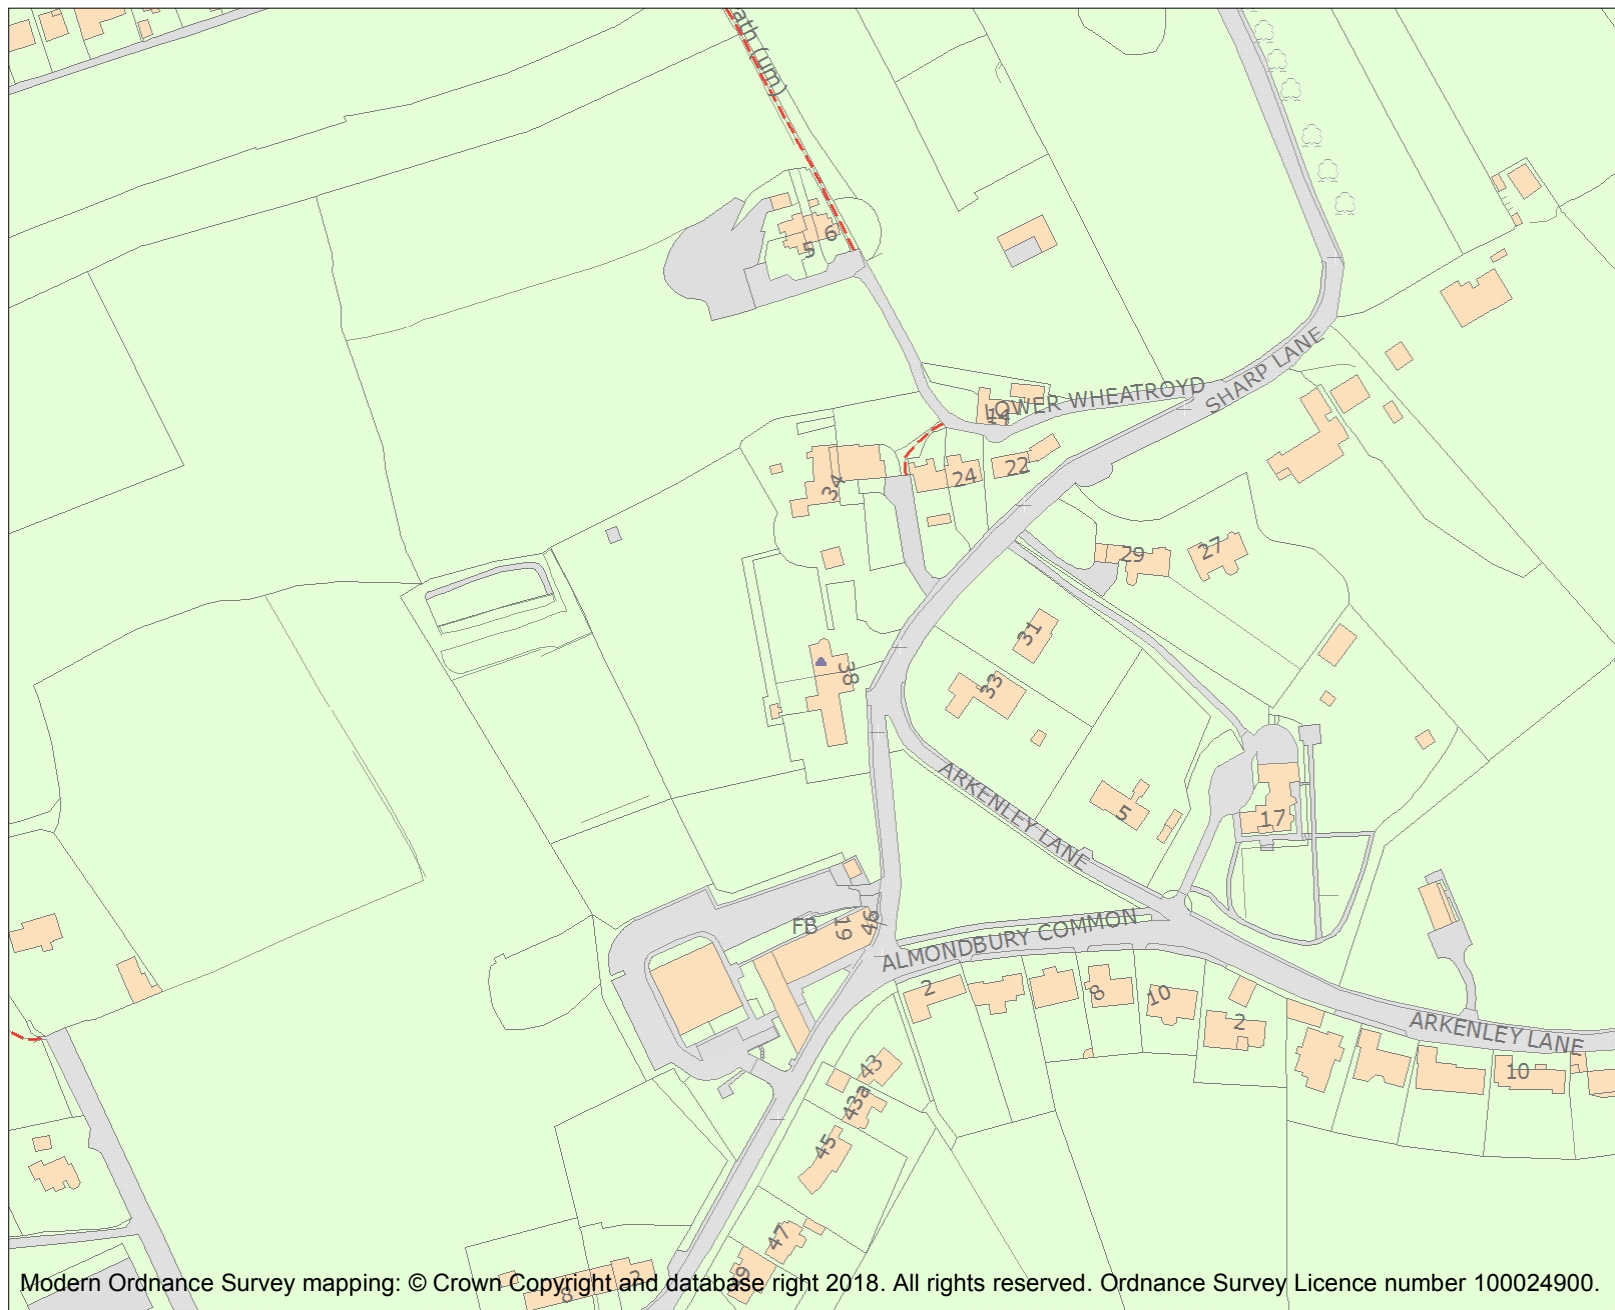 ath (um)
6
5
LOWER WHEATROYD
SHARP LANE
34
24
22
29
27
31
33
38
ARKENLEY LANE
5
17
FB
19
46
ALMONDBURY COMMON
2
8
10
2
ARKENLEY LANE
10
43
43a
45
47
2
8
Modern Ordnance Survey mapping: © Crown Copyright and database right 2018. All rights reserved. Ordnance Survey Licence number 100024900.